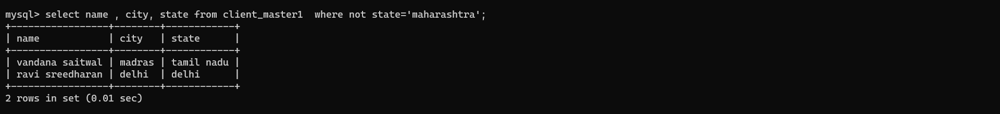 mysql> select name , city, state from client_master1  where not state='maharashtra';
+-----------------+--------+------------+
| name            | city   | state      |
+-----------------+--------+------------+
| vandana saitwal | madras | tamil nadu |
| ravi sreedharan | delhi  | delhi      |
+-----------------+--------+------------+
2 rows in set (0.01 sec)